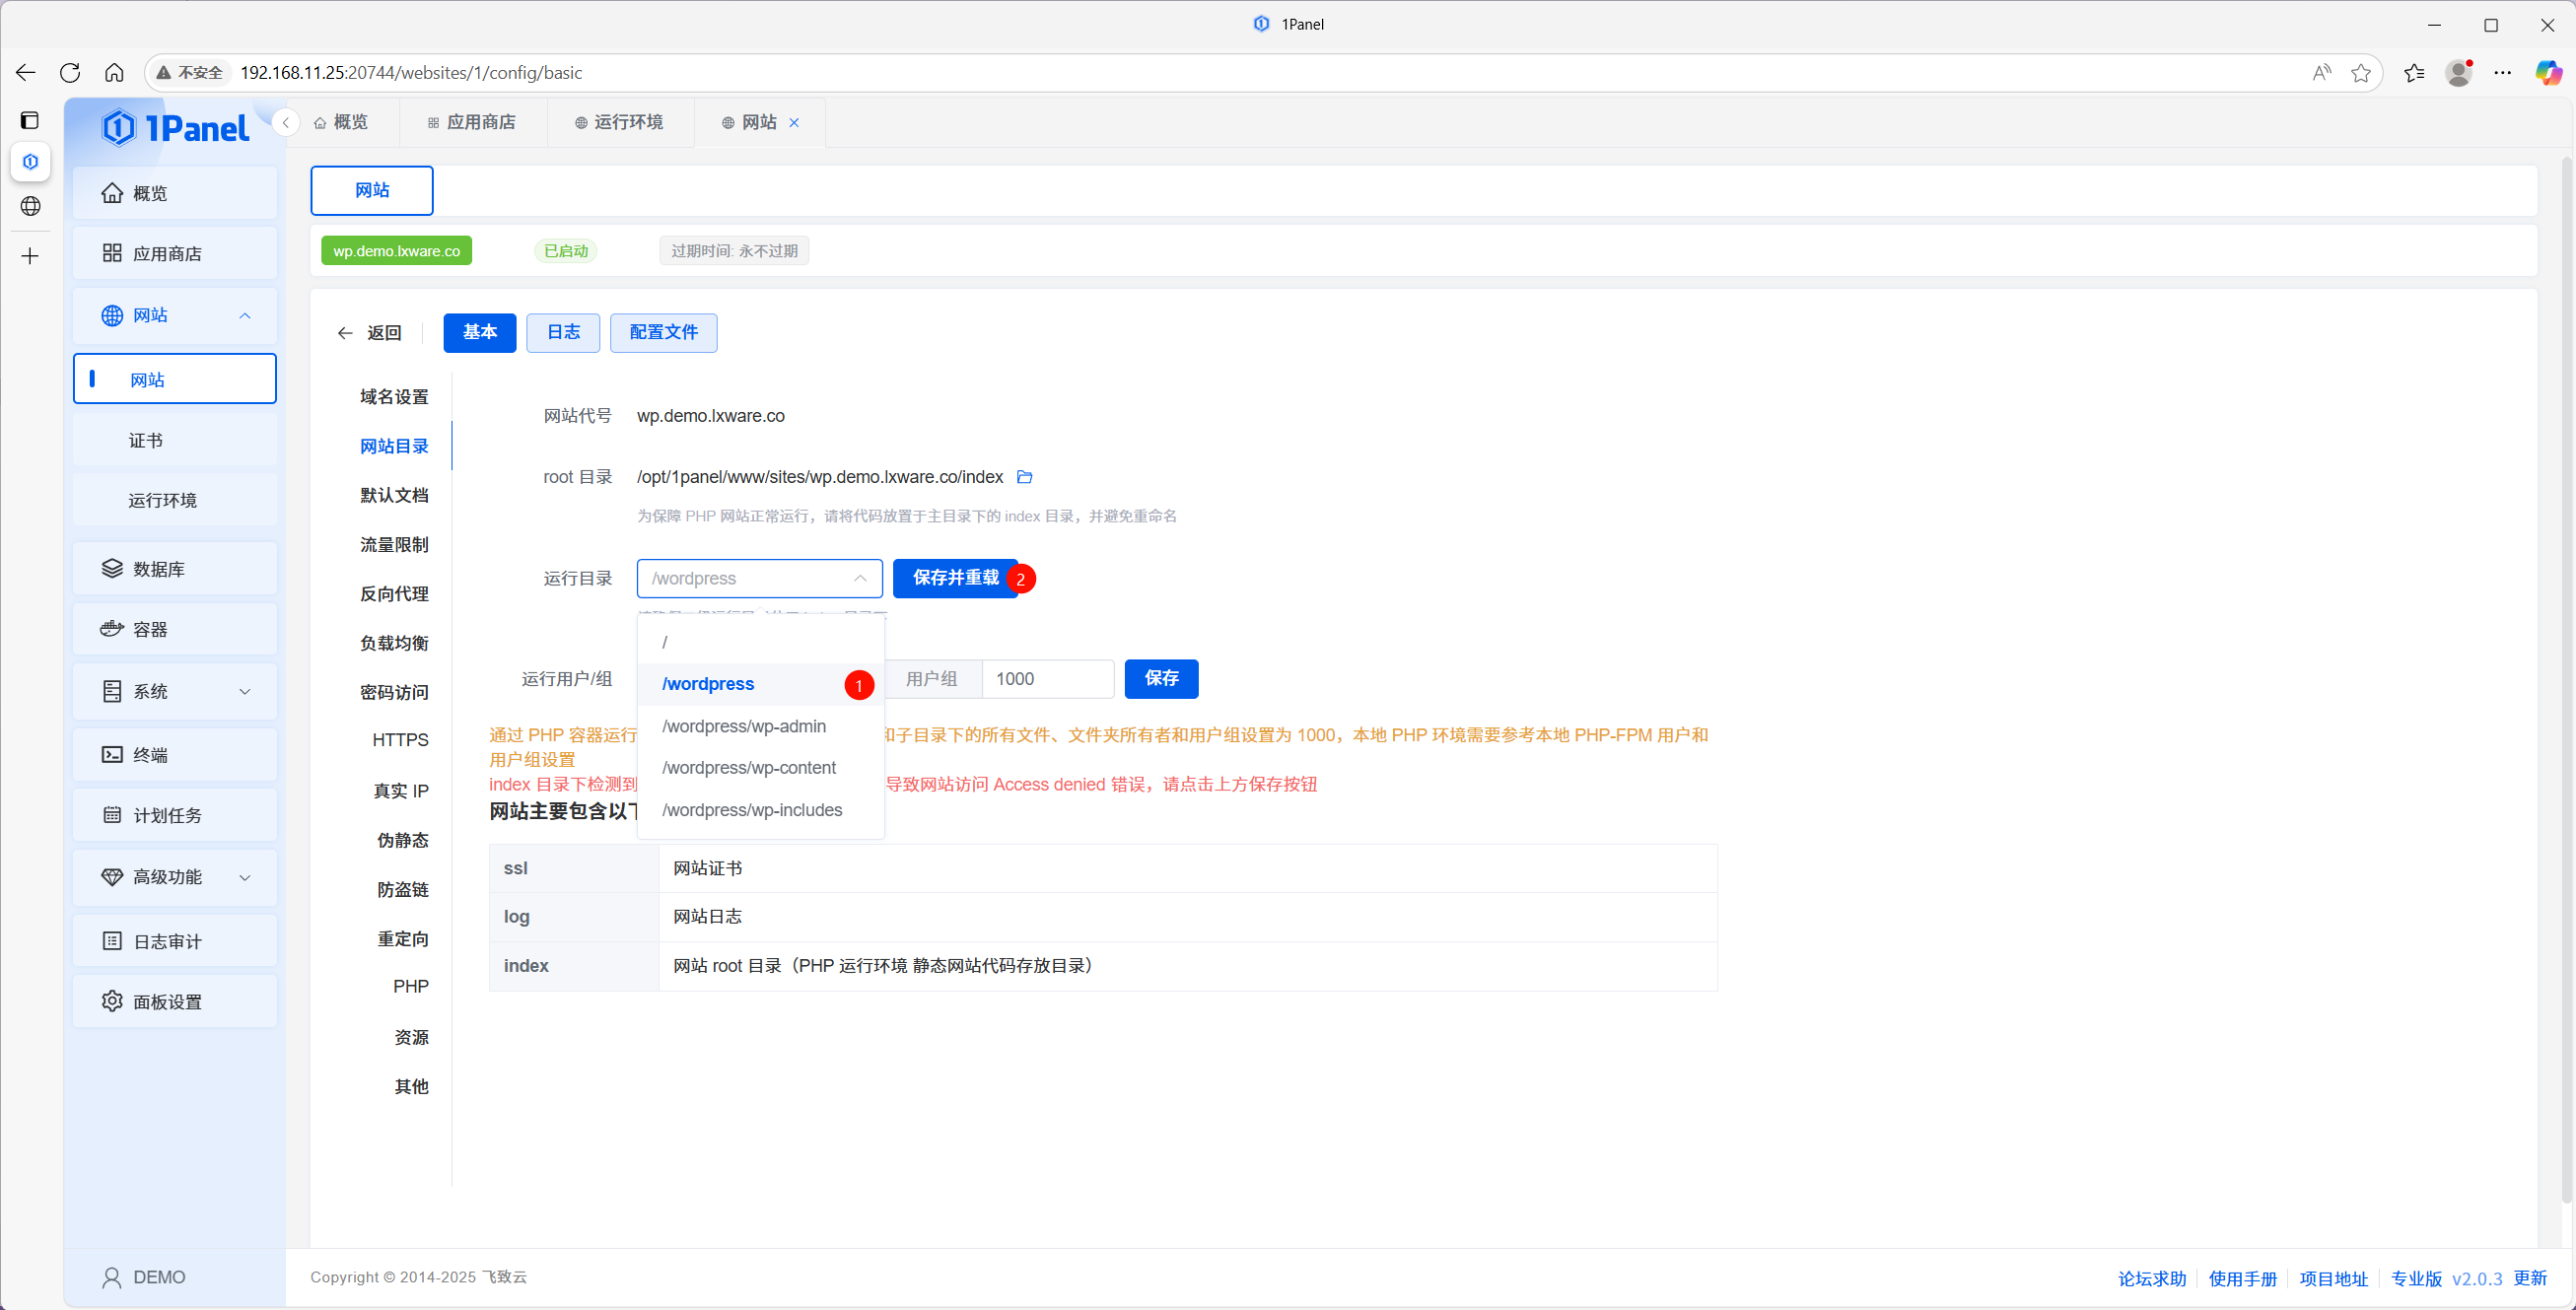 1Panel
不安全 192.168.11.25:20744/websites/1/config/basic
1Panel
概览
应用商店
网站
网站
证书
运行环境
数据库
容器
系统
终端
计划任务
高级功能
日志审计
面板设置
DEMO
概览 应用商店 运行环境 网站
网站
wp.demo.lxware.co 已启动 过期时间: 永不过期
返回 基本 日志 配置文件
域名设置
网站目录
默认文档
流量限制
反向代理
负载均衡
密码访问
HTTPS
真实 IP
伪静态
防盗链
重定向
PHP
资源
其他
网站代号 wp.demo.lxware.co
root 目录 /opt/1panel/www/sites/wp.demo.lxware.co/index
为保障 PHP 网站正常运行，请将代码放置于主目录下的 index 目录，并避免重命名
运行目录 /wordpress 保存并重载 2
/
/wordpress 1
/wordpress/wp-admin
/wordpress/wp-content
/wordpress/wp-includes
运行用户/组 用户组 1000 保存
通过 PHP 容器运行 和子目录下的所有文件、文件夹所有者和用户组设置为 1000，本地 PHP 环境需要参考本地 PHP-FPM 用户和
用户组设置
index 目录下检测到 导致网站访问 Access denied 错误，请点击上方保存按钮
网站主要包含以下
ssl 网站证书
log 网站日志
index 网站 root 目录（PHP 运行环境 静态网站代码存放目录）
Copyright © 2014-2025 飞致云
论坛求助 使用手册 项目地址 专业版 v2.0.3 更新